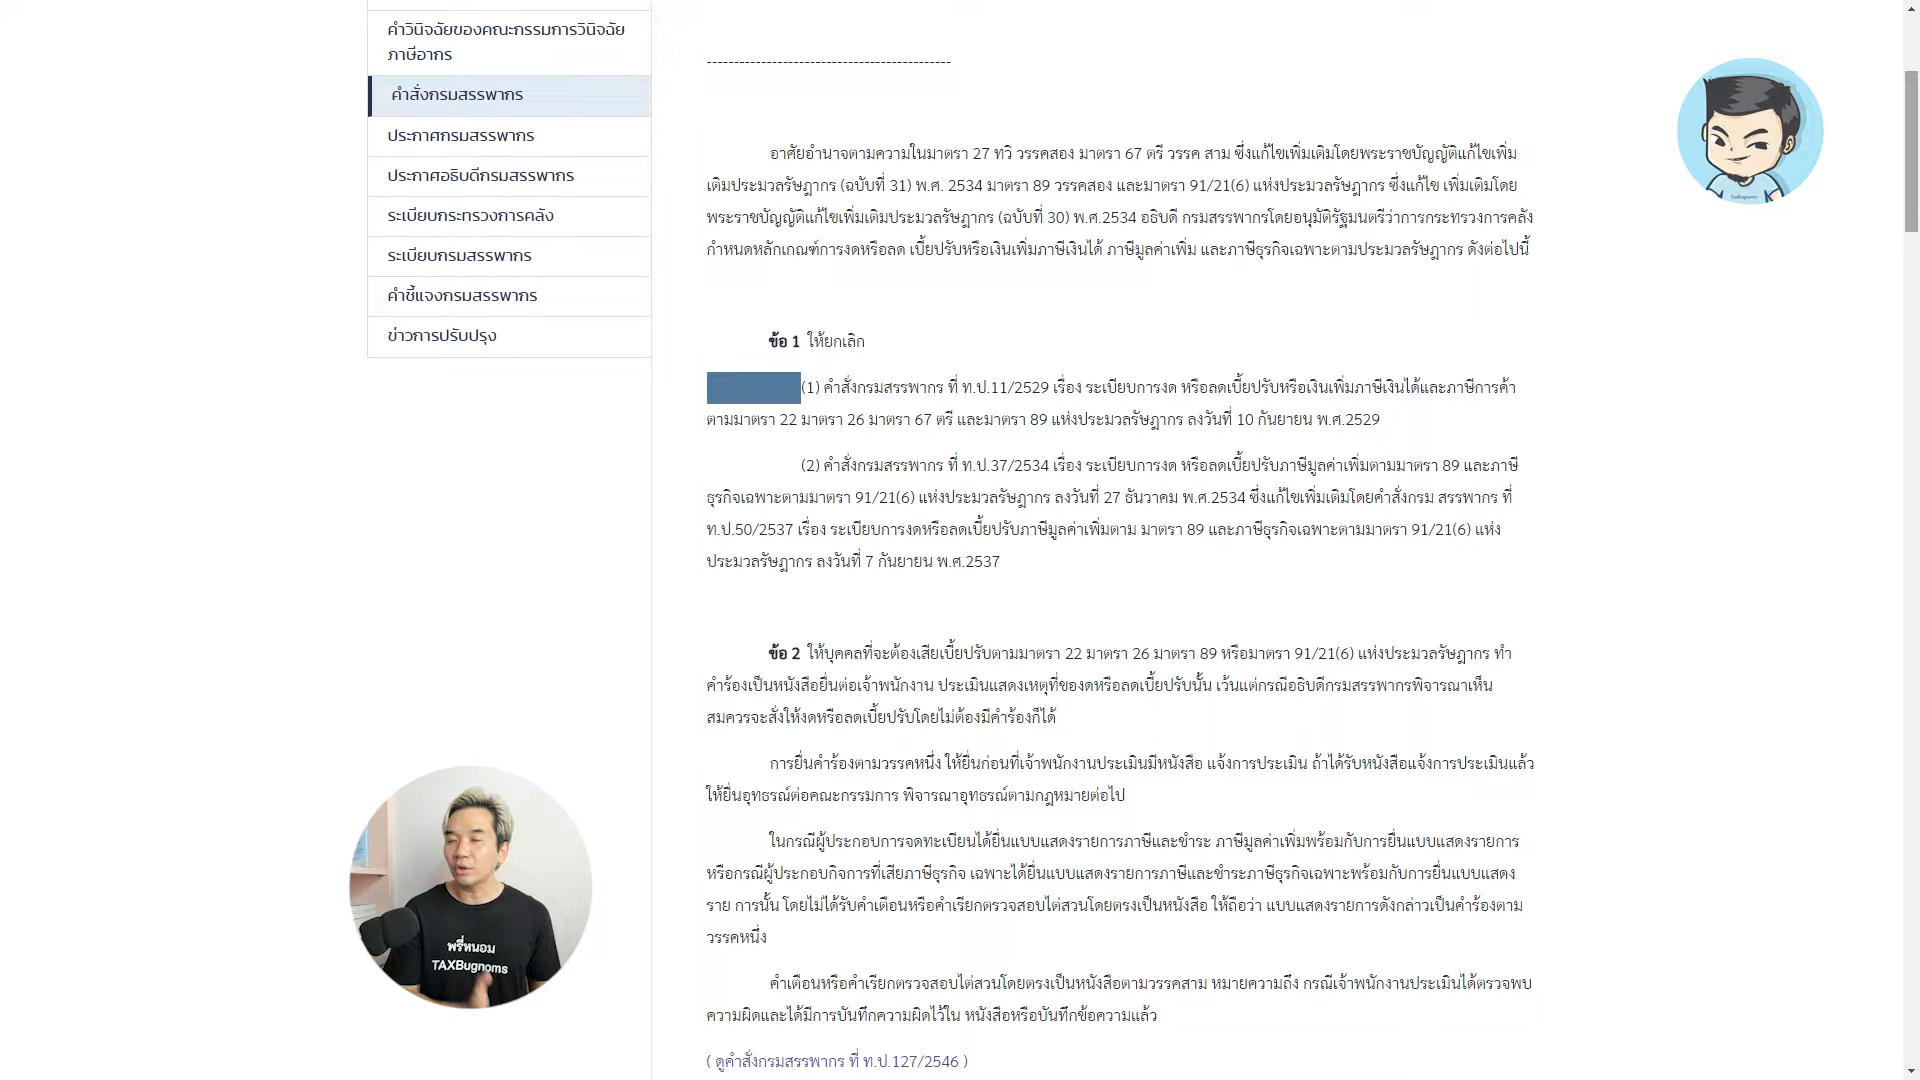 คำวินิจฉัยของคณะกรรมการวินิจฉัย
ภาษีอากร
คำสั่งกรมสรรพากร
ประกาศกรมสรรพากร
ประกาศอธิบดีกรมสรรพากร
ระเบียบกระทรวงการคลัง
ระเบียบกรมสรรพากร
คำชี้แจงกรมสรรพากร
ข่าวการปรับปรุง
---------------------------------------------
อาศัยอำนาจตามความในมาตรา 27 ทวิ วรรคสอง มาตรา 67 ตรี วรรค สาม ซึ่งแก้ไขเพิ่มเติมโดยพระราชบัญญัติแก้ไขเพิ่ม
เติมประมวลรัษฎากร (ฉบับที่ 31) พ.ศ. 2534 มาตรา 89 วรรคสอง และมาตรา 91/21(6) แห่งประมวลรัษฎากร ซึ่งแก้ไข เพิ่มเติมโดย
พระราชบัญญัติแก้ไขเพิ่มเติมประมวลรัษฎากร (ฉบับที่ 30) พ.ศ.2534 อธิบดี กรมสรรพากรโดยอนุมัติรัฐมนตรีว่าการกระทรวงการคลัง
กำหนดหลักเกณฑ์การงดหรือลด เบี้ยปรับหรือเงินเพิ่มภาษีเงินได้ ภาษีมูลค่าเพิ่ม และภาษีธุรกิจเฉพาะตามประมวลรัษฎากร ดังต่อไปนี้
ข้อ 1 ให้ยกเลิก
(1) คำสั่งกรมสรรพากร ที่ ท.ป.11/2529 เรื่อง ระเบียบการงด หรือลดเบี้ยปรับหรือเงินเพิ่มภาษีเงินได้และภาษีการค้า
ตามมาตรา 22 มาตรา 26 มาตรา 67 ตรี และมาตรา 89 แห่งประมวลรัษฎากร ลงวันที่ 10 กันยายน พ.ศ.2529
(2) คำสั่งกรมสรรพากร ที่ ท.ป.37/2534 เรื่อง ระเบียบการงด หรือลดเบี้ยปรับภาษีมูลค่าเพิ่มตามมาตรา 89 และภาษี
ธุรกิจเฉพาะตามมาตรา 91/21(6) แห่งประมวลรัษฎากร ลงวันที่ 27 ธันวาคม พ.ศ.2534 ซึ่งแก้ไขเพิ่มเติมโดยคำสั่งกรม สรรพากร ที่
ท.ป.50/2537 เรื่อง ระเบียบการงดหรือลดเบี้ยปรับภาษีมูลค่าเพิ่มตาม มาตรา 89 และภาษีธุรกิจเฉพาะตามมาตรา 91/21(6) แห่ง
ประมวลรัษฎากร ลงวันที่ 7 กันยายน พ.ศ.2537
ข้อ 2 ให้บุคคลที่จะต้องเสียเบี้ยปรับตามมาตรา 22 มาตรา 26 มาตรา 89 หรือมาตรา 91/21(6) แห่งประมวลรัษฎากร ทำ
คำร้องเป็นหนังสือยื่นต่อเจ้าพนักงาน ประเมินแสดงเหตุที่ของดหรือลดเบี้ยปรับนั้น เว้นแต่กรณีอธิบดีกรมสรรพากรพิจารณาเห็น
สมควรจะสั่งให้งดหรือลดเบี้ยปรับโดยไม่ต้องมีคำร้องก็ได้
การยื่นคำร้องตามวรรคหนึ่ง ให้ยื่นก่อนที่เจ้าพนักงานประเมินมีหนังสือ แจ้งการประเมิน ถ้าได้รับหนังสือแจ้งการประเมินแล้ว
ให้ยื่นอุทธรณ์ต่อคณะกรรมการ พิจารณาอุทธรณ์ตามกฎหมายต่อไป
ในกรณีผู้ประกอบการจดทะเบียนได้ยื่นแบบแสดงรายการภาษีและชำระ ภาษีมูลค่าเพิ่มพร้อมกับการยื่นแบบแสดงรายการ
หรือกรณีผู้ประกอบกิจการที่เสียภาษีธุรกิจ เฉพาะได้ยื่นแบบแสดงรายการภาษีและชำระภาษีธุรกิจเฉพาะพร้อมกับการยื่นแบบแสดง
ราย การนั้น โดยไม่ได้รับคำเตือนหรือคำเรียกตรวจสอบไต่สวนโดยตรงเป็นหนังสือ ให้ถือว่า แบบแสดงรายการดังกล่าวเป็นคำร้องตาม
วรรคหนึ่ง
คำเตือนหรือคำเรียกตรวจสอบไต่สวนโดยตรงเป็นหนังสือตามวรรคสาม หมายความถึง กรณีเจ้าพนักงานประเมินได้ตรวจพบ
ความผิดและได้มีการบันทึกความผิดไว้ใน หนังสือหรือบันทึกข้อความแล้ว
( ดูคำสั่งกรมสรรพากร ที่ ท.ป.127/2546 )
พรี่หนอม
TAXBugnoms
TaxBugnoms